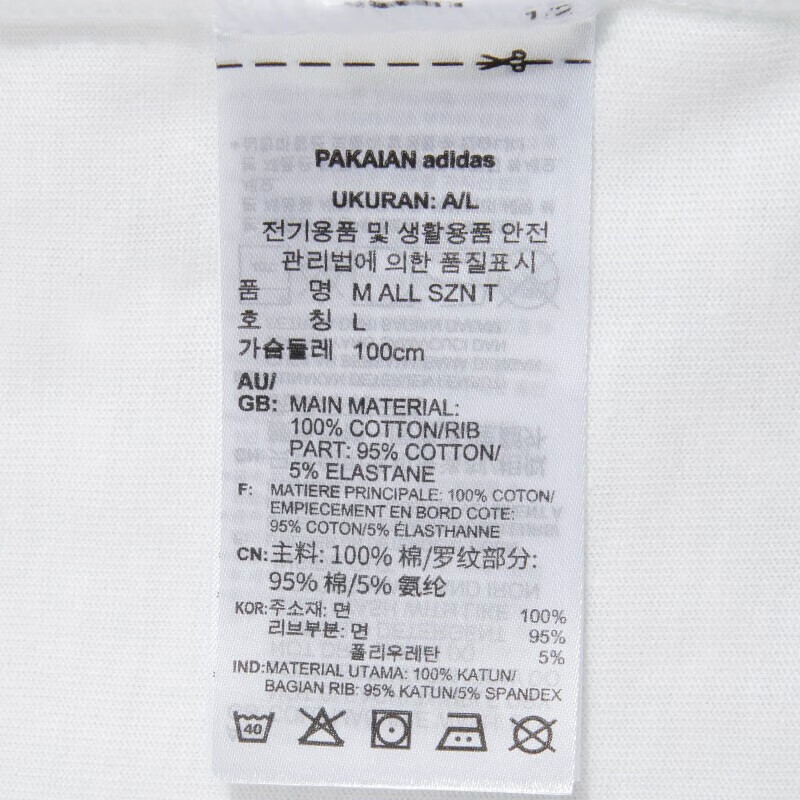 PAKAIAN adidas
UKURAN: A/L
전기용품 및 생활용품 안전
관리법에 의한 품질표시
품 명 M ALL SZN T
호 칭 L
가슴둘레 100cm
AU/
GB: MAIN MATERIAL:
100% COTTON/RIB
PART: 95% COTTON/
5% ELASTANE
F: MATIERE PRINCIPALE: 100% COTON/
EMPIECEMENT EN BORD COTE:
95% COTON/5% ÉLASTHANNE
CN: 主料: 100% 棉/罗纹部分:
95% 棉/5% 氨纶
KOR: 주소재: 면 100%
리브부분: 면 95%
폴리우레탄 5%
IND: MATERIAL UTAMA: 100% KATUN/
BAGIAN RIB: 95% KATUN/5% SPANDEX
40